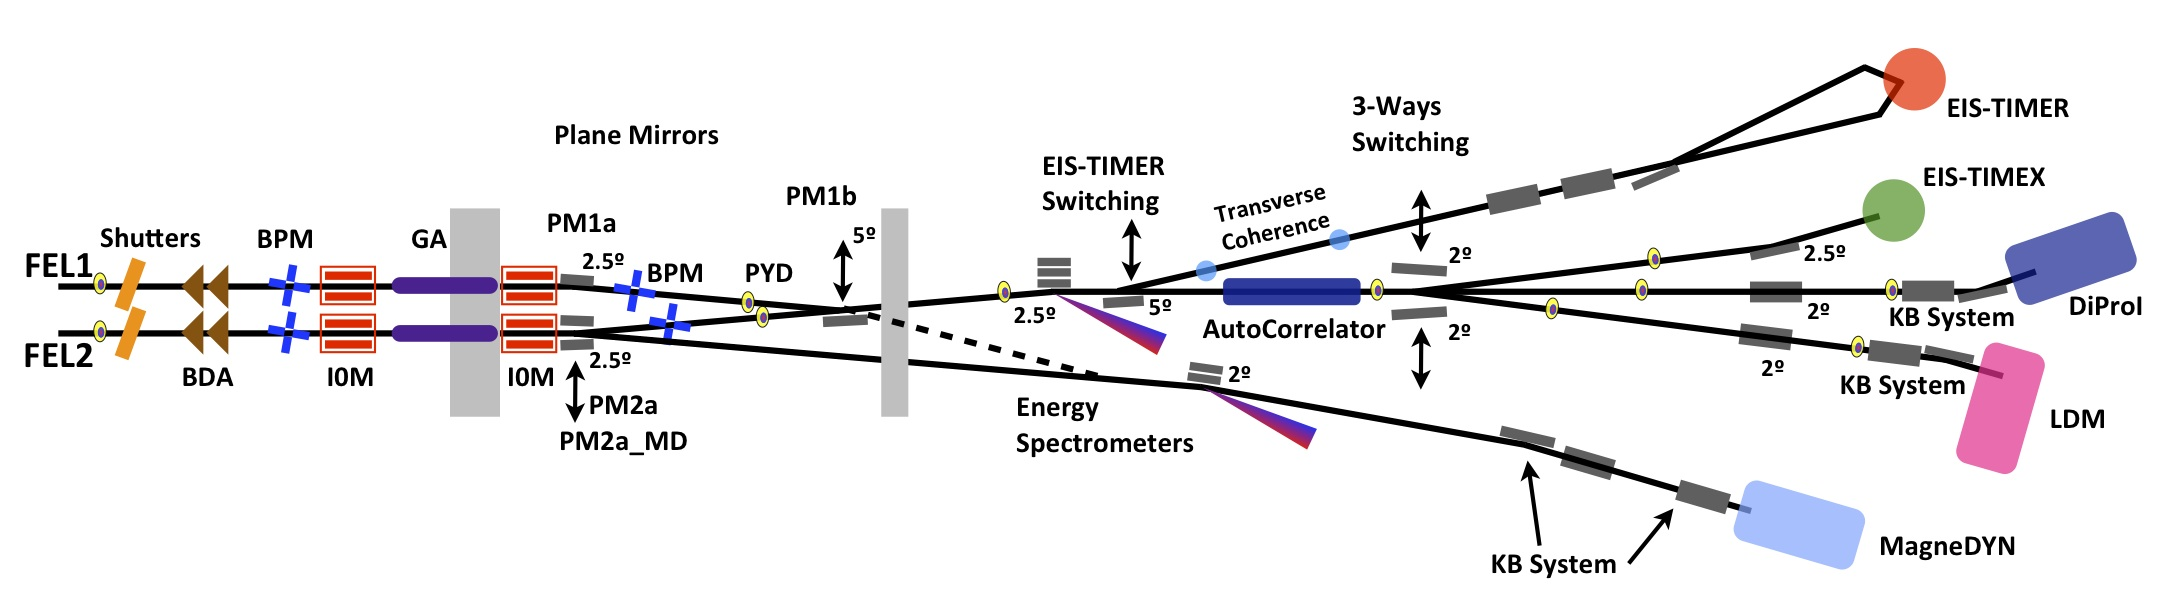 Plane Mirrors
3-Ways
Switching
EIS-TIMER
EIS-TIMER
Switching
EIS-TIMEX
PM1b
PM1a
Transverse
Coherence
Shutters
BPM
GA
5º
FEL1
2.5º
BPM
PYD
2º
2.5º
DiProI
2.5º
5º
AutoCorrelator
2º
2º
KB System
FEL2
BDA
I0M
I0M
2.5º
2º
2º
KB System
PM2a
PM2a_MD
Energy
Spectrometers
LDM
KB System
MagneDYN